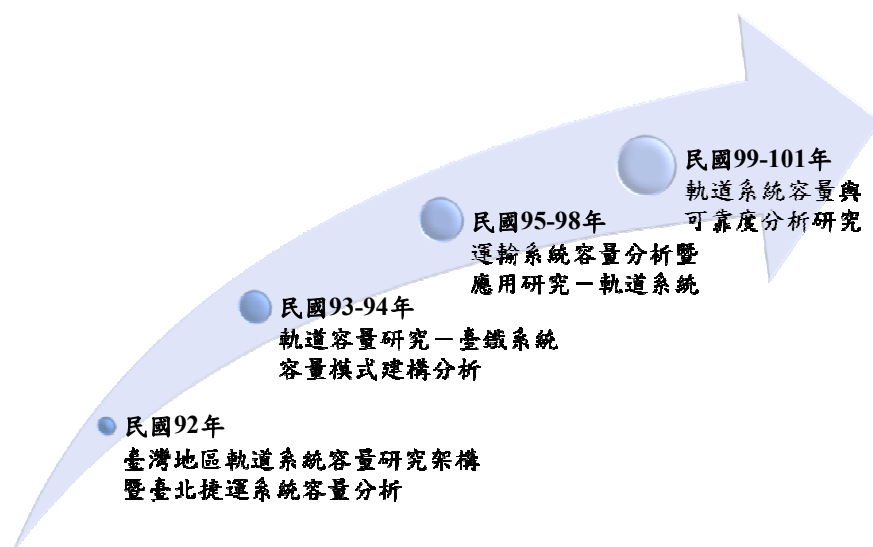 民國99-101年
軌道系統容量與
可靠度分析研究
民國95-98年
運輸系統容量分析暨
應用研究－軌道系統
民國93-94年
軌道容量研究－臺鐵系統
容量模式建構分析
民國92年
臺灣地區軌道系統容量研究架構
暨臺北捷運系統容量分析